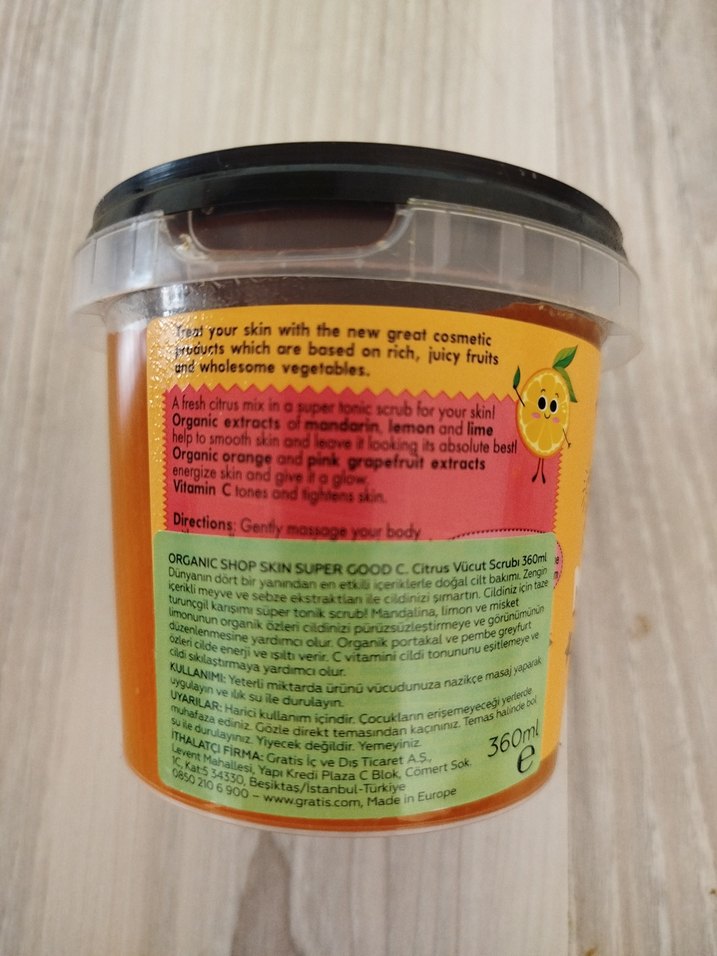 Treat your skin with the new great cosmetic
products which are based on rich, juicy fruits
and wholesome vegetables.
A fresh citrus mix in a super tonic scrub for your skin!
Organic extracts of mandarin, lemon and lime
help to smooth skin and leave it looking its absolute best!
Organic orange and pink grapefruit extracts
energize skin and give it a glow.
Vitamin C tones and tightens skin.
Directions: Gently massage your body
ORGANIC SHOP SKIN SUPER GOOD C. Citrus Vücut Scrubı 360ml
Dünyanın dört bir yanından en etkili içeriklerle doğal cilt bakımı. Zengin
içerikli meyve ve sebze ekstraktları ile cildinizi şımartın. Cildiniz için taze
turunçgil karışımı süper tonik scrub! Mandalina, limon ve misket
limonunun organik özleri cildinizi pürüzsüzleştirmeye ve görünümünün
düzenlenmesine yardımcı olur. Organik portakal ve pembe greyfurt
özleri cilde enerji ve ışıltı verir. C vitamini cildi tonunu eşitlemeye ve
cildi sıkılaştırmaya yardımcı olur.
KULLANIMI: Yeterli miktarda ürünü vücudunuza nazikçe masaj yaparak
uygulayın ve ılık su ile durulayın.
UYARILAR: Harici kullanım içindir. Çocukların erişemeyeceği yerlerde
muhafaza ediniz. Gözle direkt temasından kaçınınız. Temas halinde bol
su ile durulayınız. Yiyecek değildir. Yemeyiniz.
İTHALATÇI FİRMA: Gratis İç ve Dış Ticaret A.Ş.,
Levent Mahallesi, Yapı Kredi Plaza C Blok, Cömert Sok.
1C, Kat:5 34330, Beşiktaş/İstanbul-Türkiye
0850 210 6 900 – www.gratis.com, Made in Europe
360ml
e